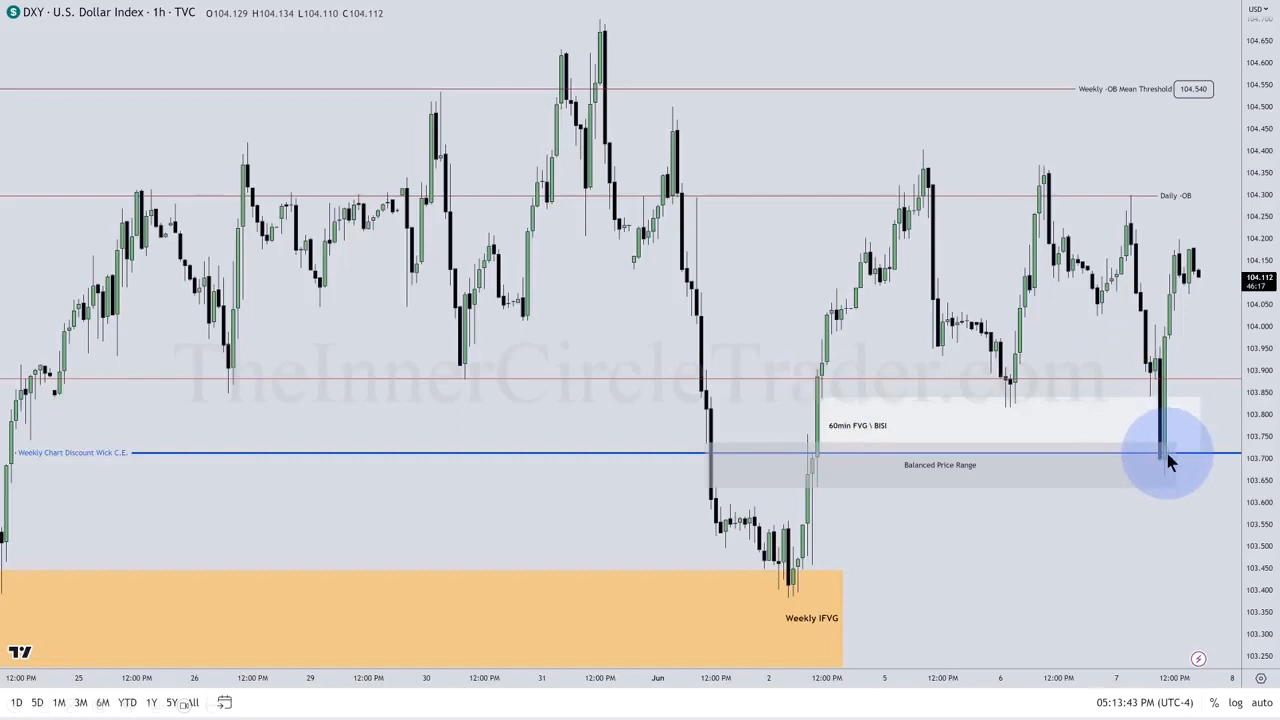 DXY · U.S. Dollar Index · 1h · TVC O104.129 H104.134 L104.110 C104.112
USD
104.700
104.650
104.600
104.550
Weekly -OB Mean Threshold 104.540
104.500
104.450
104.400
104.350
104.300
Daily -OB
104.250
104.200
104.150
104.112
46:17
104.050
104.000
103.950
TheInnerCircleTrader.com
103.900
103.850
103.800
60min FVG \ BISI
103.750
Weekly Chart Discount Wick C.E.
103.700
Balanced Price Range
103.650
103.600
103.550
103.500
103.450
103.400
Weekly IFVG
103.350
103.300
103.250
12:00 PM 25 12:00 PM 26 12:00 PM 29 12:00 PM 30 12:00 PM 31 12:00 PM Jun 12:00 PM 2 12:00 PM 5 12:00 PM 6 12:00 PM 7 12:00 PM 8
1D 5D 1M 3M 6M YTD 1Y 5Y All 05:13:43 PM (UTC-4) % log auto